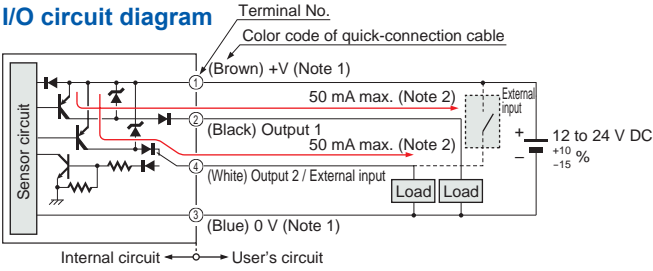 I/O circuit diagram
Terminal No.
Color code of quick-connection cable
1
(Brown) +V (Note 1)
50 mA max. (Note 2)
External
input
2
(Black) Output 1
50 mA max. (Note 2)
+
–
12 to 24 V DC
+10
–15 %
Sensor circuit
4
(White) Output 2 / External input
Load
Load
3
(Blue) 0 V (Note 1)
Internal circuit
User's circuit